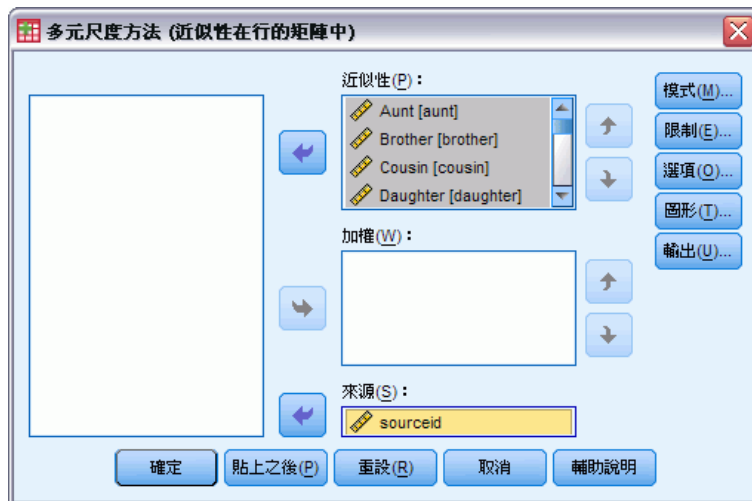 多元尺度方法 (近似性在行的矩陣中)
近似性(P)：
Aunt [aunt]
Brother [brother]
Cousin [cousin]
Daughter [daughter]
加權(W)：
來源(S)：
sourceid
模式(M)...
限制(E)...
選項(O)...
圖形(T)...
輸出(U)...
確定
貼上之後(P)
重設(R)
取消
輔助說明